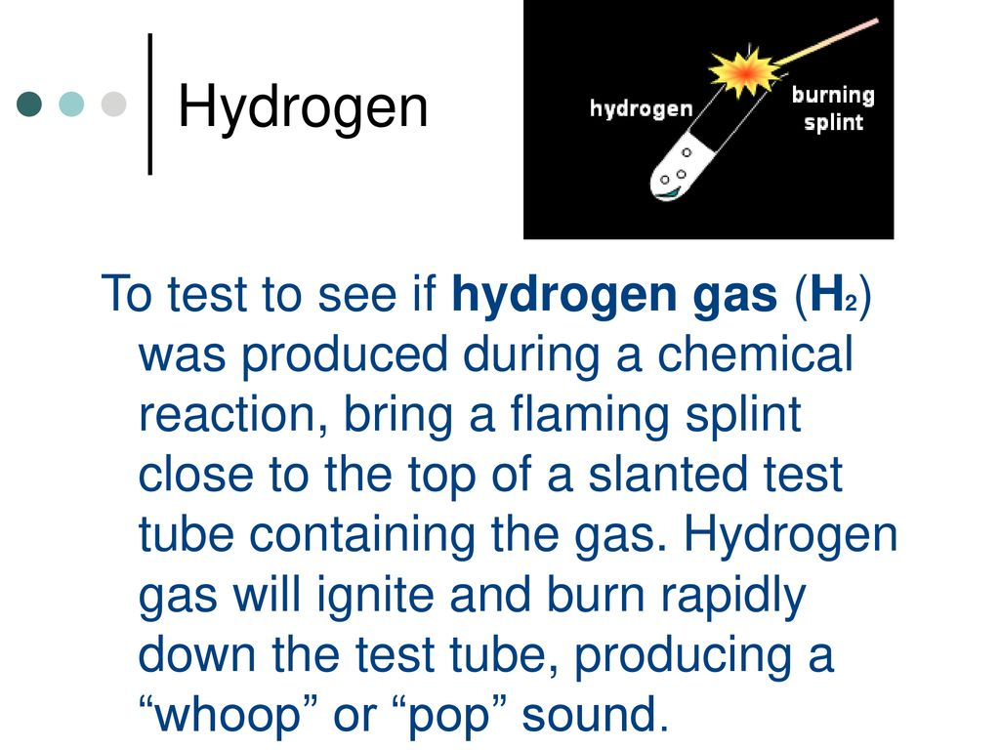 Hydrogen
hydrogen
burning
splint
To test to see if hydrogen gas (H₂)
was produced during a chemical
reaction, bring a flaming splint
close to the top of a slanted test
tube containing the gas. Hydrogen
gas will ignite and burn rapidly
down the test tube, producing a
“whoop” or “pop” sound.